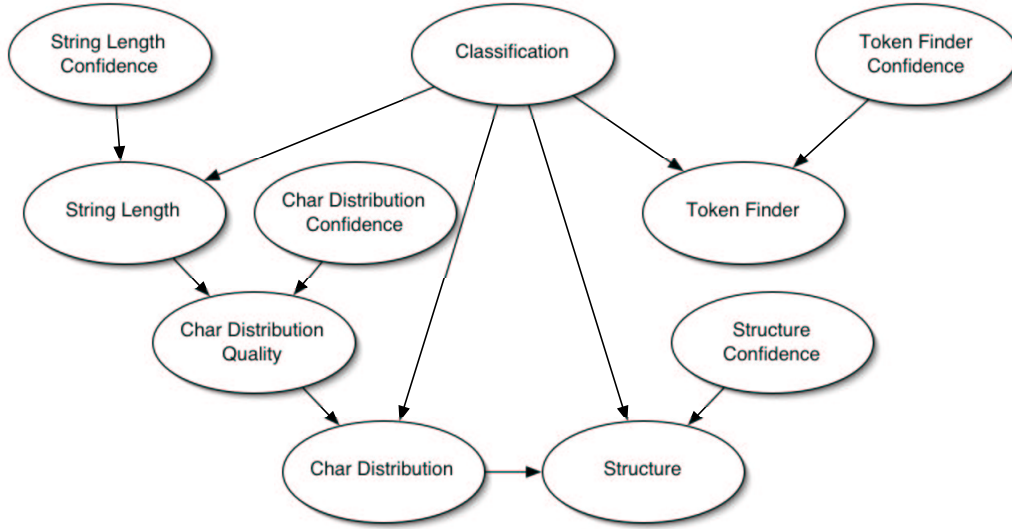 String Length
Confidence
Classification
Token Finder
Confidence
String Length
Char Distribution
Confidence
Token Finder
Char Distribution
Quality
Structure
Confidence
Char Distribution
Structure